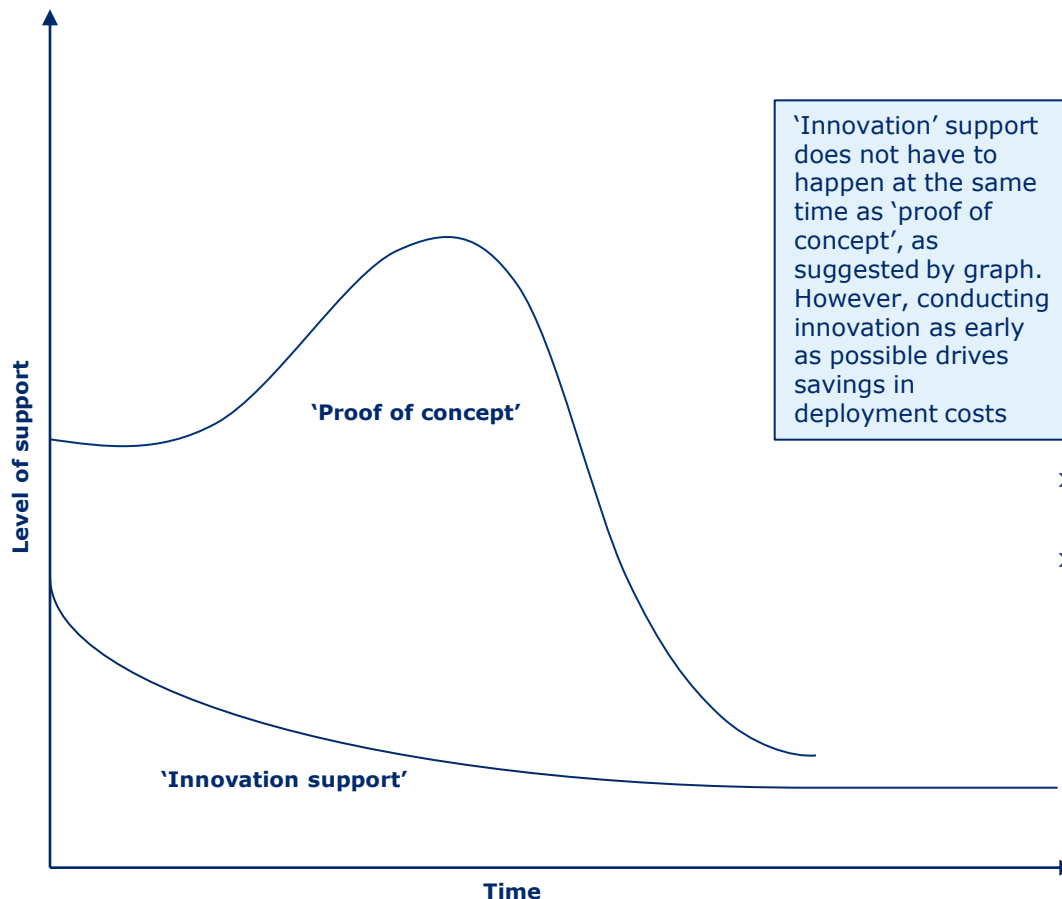 ‘Innovation’ support
does not have to
happen at the same
time as ‘proof of
concept’, as
suggested by graph.
However, conducting
innovation as early
as possible drives
savings in
deployment costs
‘Proof of concept’
Level of support
‘Innovation support’
Time